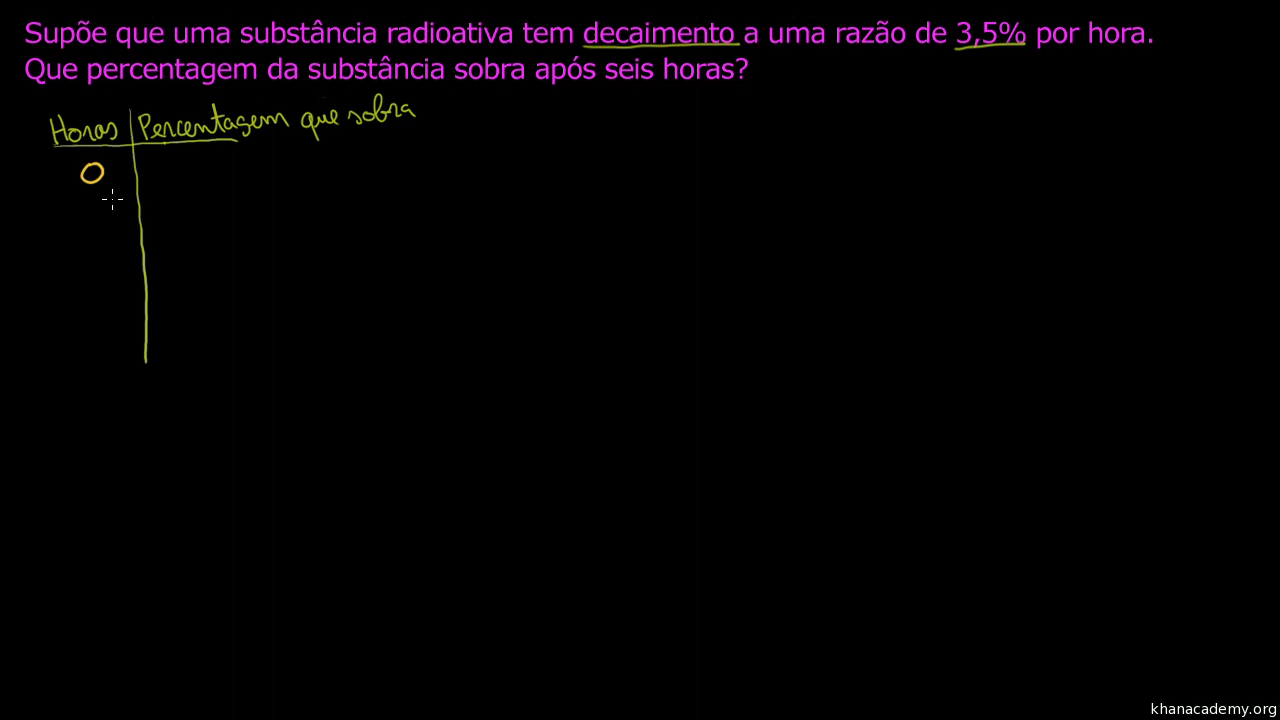 Supõe que uma substância radioativa tem decaimento a uma razão de 3,5% por hora.
Que percentagem da substância sobra após seis horas?
Horas Percentagem que sobra
0
khanacademy.org